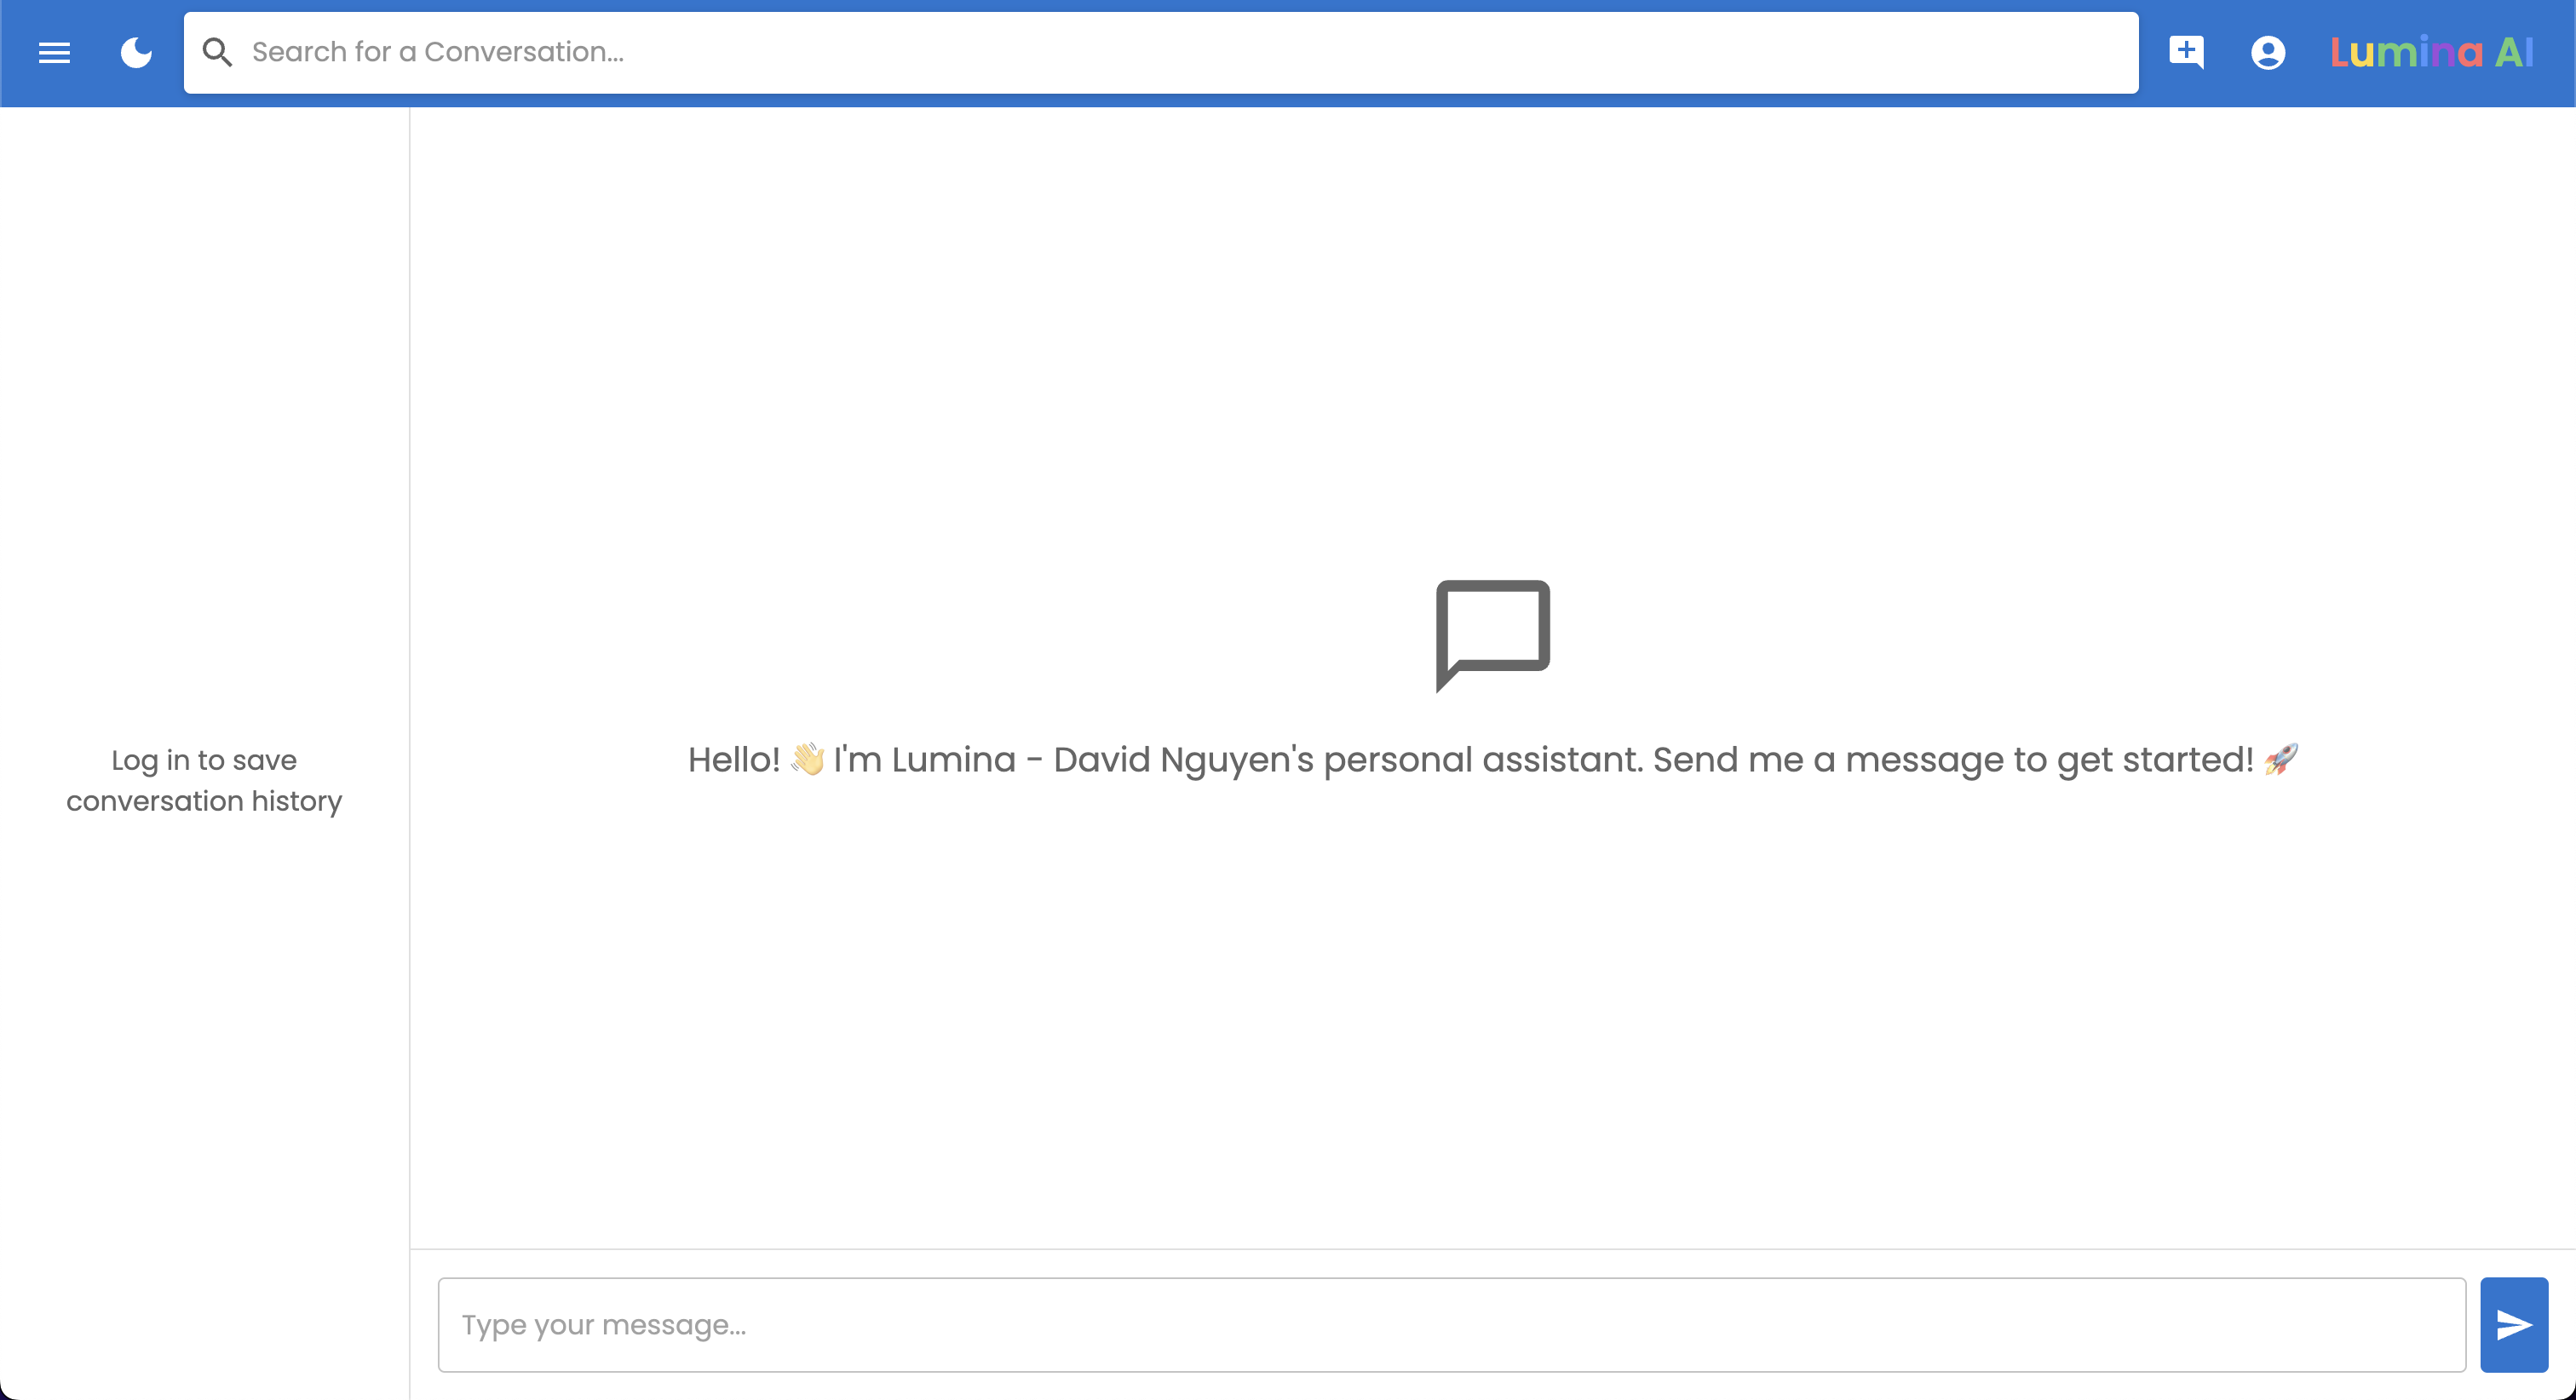 Search for a Conversation...
Lumina AI
Log in to save
conversation history
Hello! 👋 I'm Lumina - David Nguyen's personal assistant. Send me a message to get started! 🚀
Type your message...